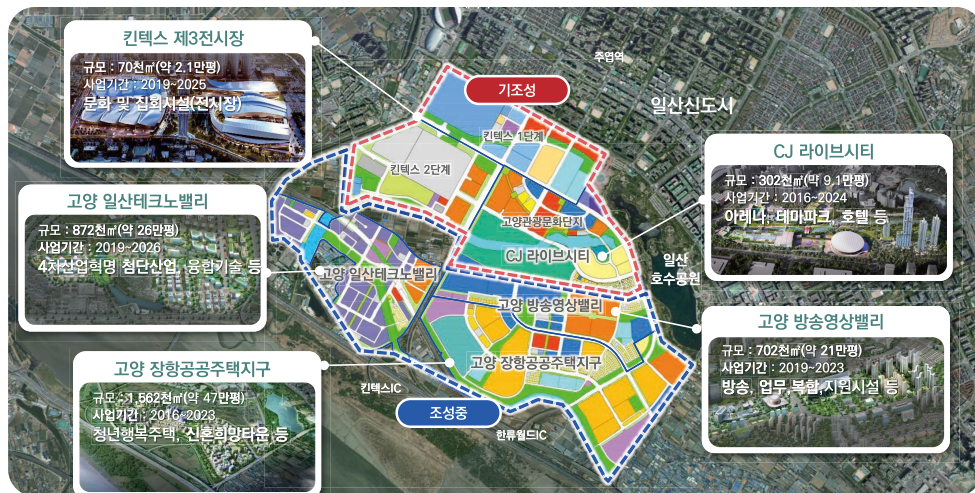 킨텍스 제3전시장
규모 : 70천㎡(약 2.1만평)
사업기간 : 2019~2025
문화 및 집회시설(전시장)
고양 일산테크노밸리
규모 : 872천㎡(약 26만평)
사업기간 : 2019~2026
4차산업혁명 첨단산업, 융합기술 등
고양 장항공공주택지구
규모 : 1,562천㎡(약 47만평)
사업기간 : 2016~2023
청년행복주택, 신혼희망타운 등
주엽역
기조성
일산신도시
킨텍스 1단계
킨텍스 2단계
고양관광문화단지
CJ 라이브시티
일산
호수공원
고양 일산테크노밸리
고양 방송영상밸리
고양 장항공공주택지구
킨텍스IC
조성중
한류월드IC
CJ 라이브시티
규모 : 302천㎡(약 9.1만평)
사업기간 : 2016~2024
아레나, 테마파크, 호텔 등
고양 방송영상밸리
규모 : 702천㎡(약 21만평)
사업기간 : 2019~2023
방송, 업무,복합,지원시설 등